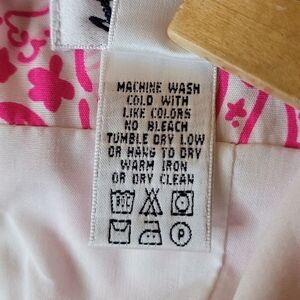 MACHINE WASH
COLD WITH
LIKE COLORS
NO BLEACH
TUMBLE DRY LOW
OR HANG TO DRY
WARM IRON
OR DRY CLEAN
P